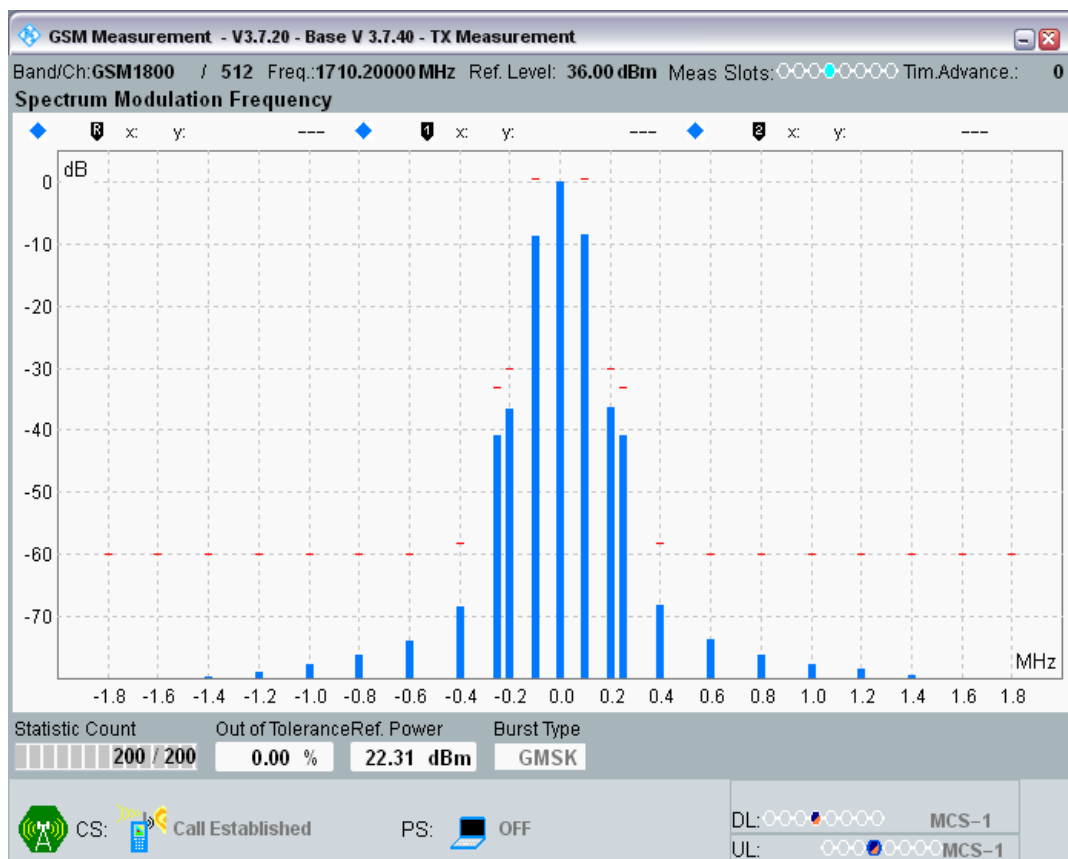 GSM Measurement - V3.7.20 - Base V 3.7.40 - TX Measurement
Band/Ch:GSM1800 / 512 Freq.:1710.20000 MHz Ref. Level: 36.00 dBm Meas Slots: Tim.Advance.: 0
Spectrum Modulation Frequency
R x: y: --- 1 x: y: --- 2 x: y: ---
dB
0
-10
-20
-30
-40
-50
-60
-70
MHz
-1.8 -1.6 -1.4 -1.2 -1.0 -0.8 -0.6 -0.4 -0.2 0.0 0.2 0.4 0.6 0.8 1.0 1.2 1.4 1.6 1.8
Statistic Count Out of Tolerance Ref. Power Burst Type
200 / 200 0.00 % 22.31 dBm GMSK
CS: Call Established PS: OFF
DL: MCS-1
UL: MCS-1